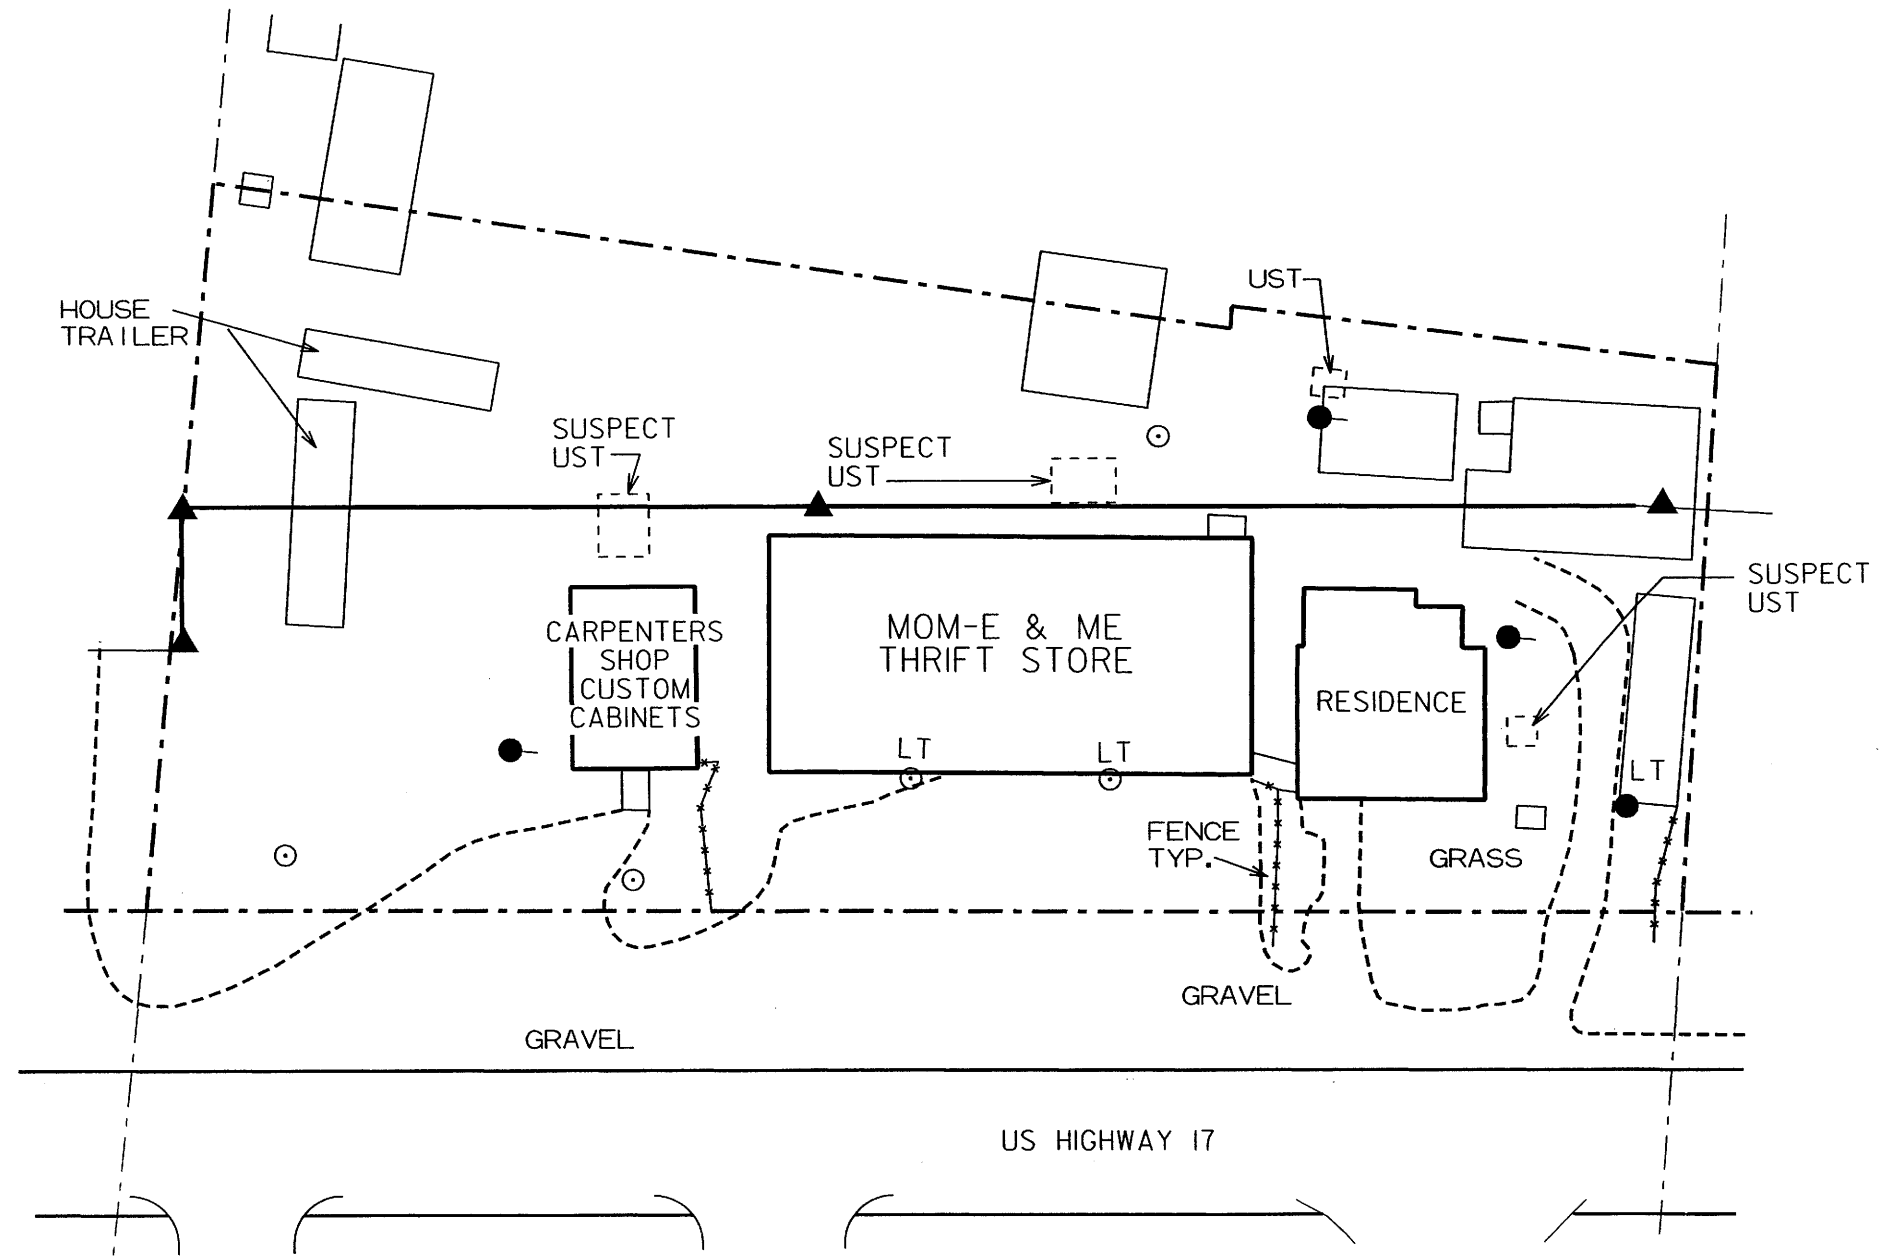 UST
HOUSE
TRAILER
SUSPECT
UST
SUSPECT
UST
SUSPECT
UST
CARPENTERS
SHOP
CUSTOM
CABINETS
MOM-E & ME
THRIFT STORE
RESIDENCE
LT
LT
LT
FENCE
TYP.
GRASS
GRAVEL
GRAVEL
US HIGHWAY 17